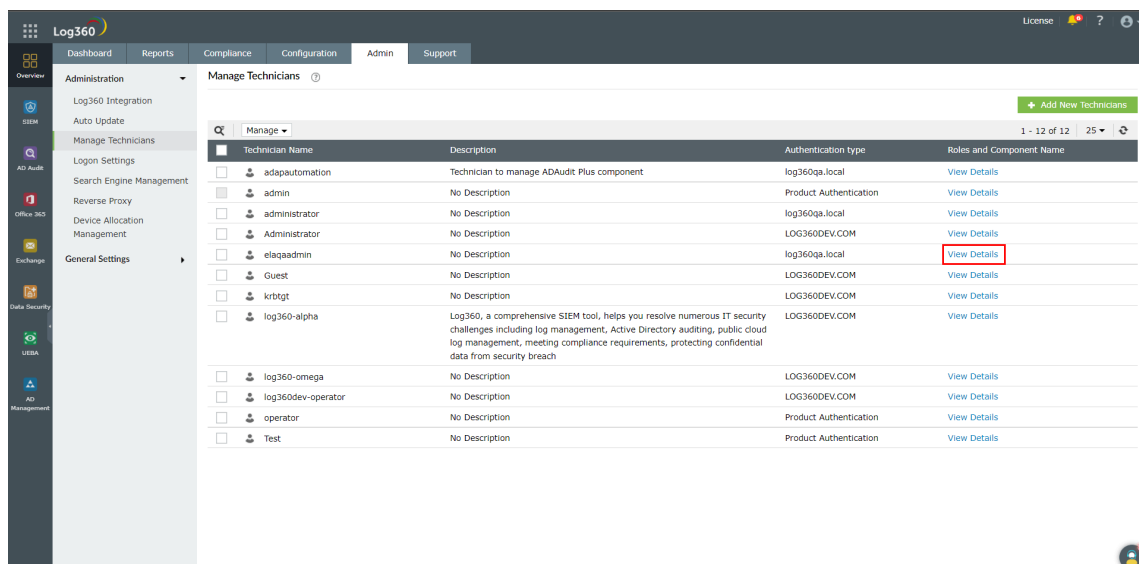 License 6 ?
Log360
Dashboard Reports Compliance Configuration Admin Support
Overview
SIEM
AD Audit
Office 365
Exchange
Data Security
UEBA
AD
Management
Administration
Log360 Integration
Auto Update
Manage Technicians
Logon Settings
Search Engine Management
Reverse Proxy
Device Allocation
Management
General Settings
Manage Technicians ?
+ Add New Technicians
Manage 1 - 12 of 12 25
Technician Name Description Authentication type Roles and Component Name
adapautomation Technician to manage ADAudit Plus component log360qa.local View Details
admin No Description Product Authentication View Details
administrator No Description log360qa.local View Details
Administrator No Description LOG360DEV.COM View Details
elaqaadmin No Description log360qa.local View Details
Guest No Description LOG360DEV.COM View Details
krbtgt No Description LOG360DEV.COM View Details
log360-alpha Log360, a comprehensive SIEM tool, helps you resolve numerous IT security LOG360DEV.COM View Details
challenges including log management, Active Directory auditing, public cloud
log management, meeting compliance requirements, protecting confidential
data from security breach
log360-omega No Description LOG360DEV.COM View Details
log360dev-operator No Description LOG360DEV.COM View Details
operator No Description Product Authentication View Details
Test No Description Product Authentication View Details